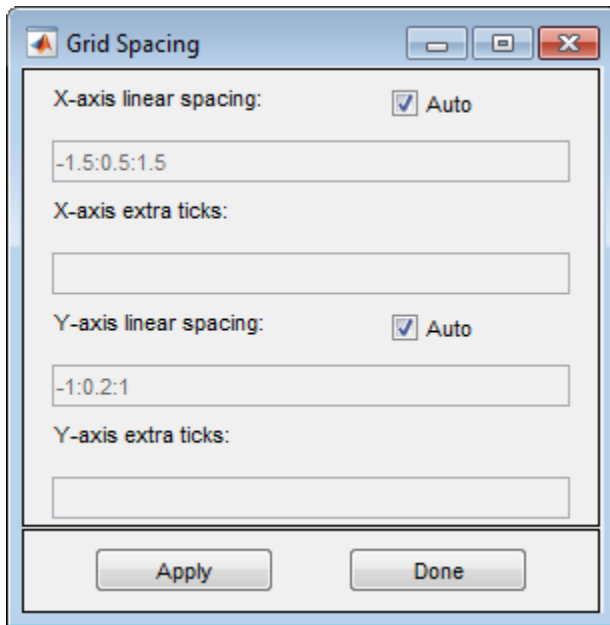 Grid Spacing
X-axis linear spacing:
Auto
-1.5:0.5:1.5
X-axis extra ticks:
Y-axis linear spacing:
Auto
-1:0.2:1
Y-axis extra ticks:
Apply
Done